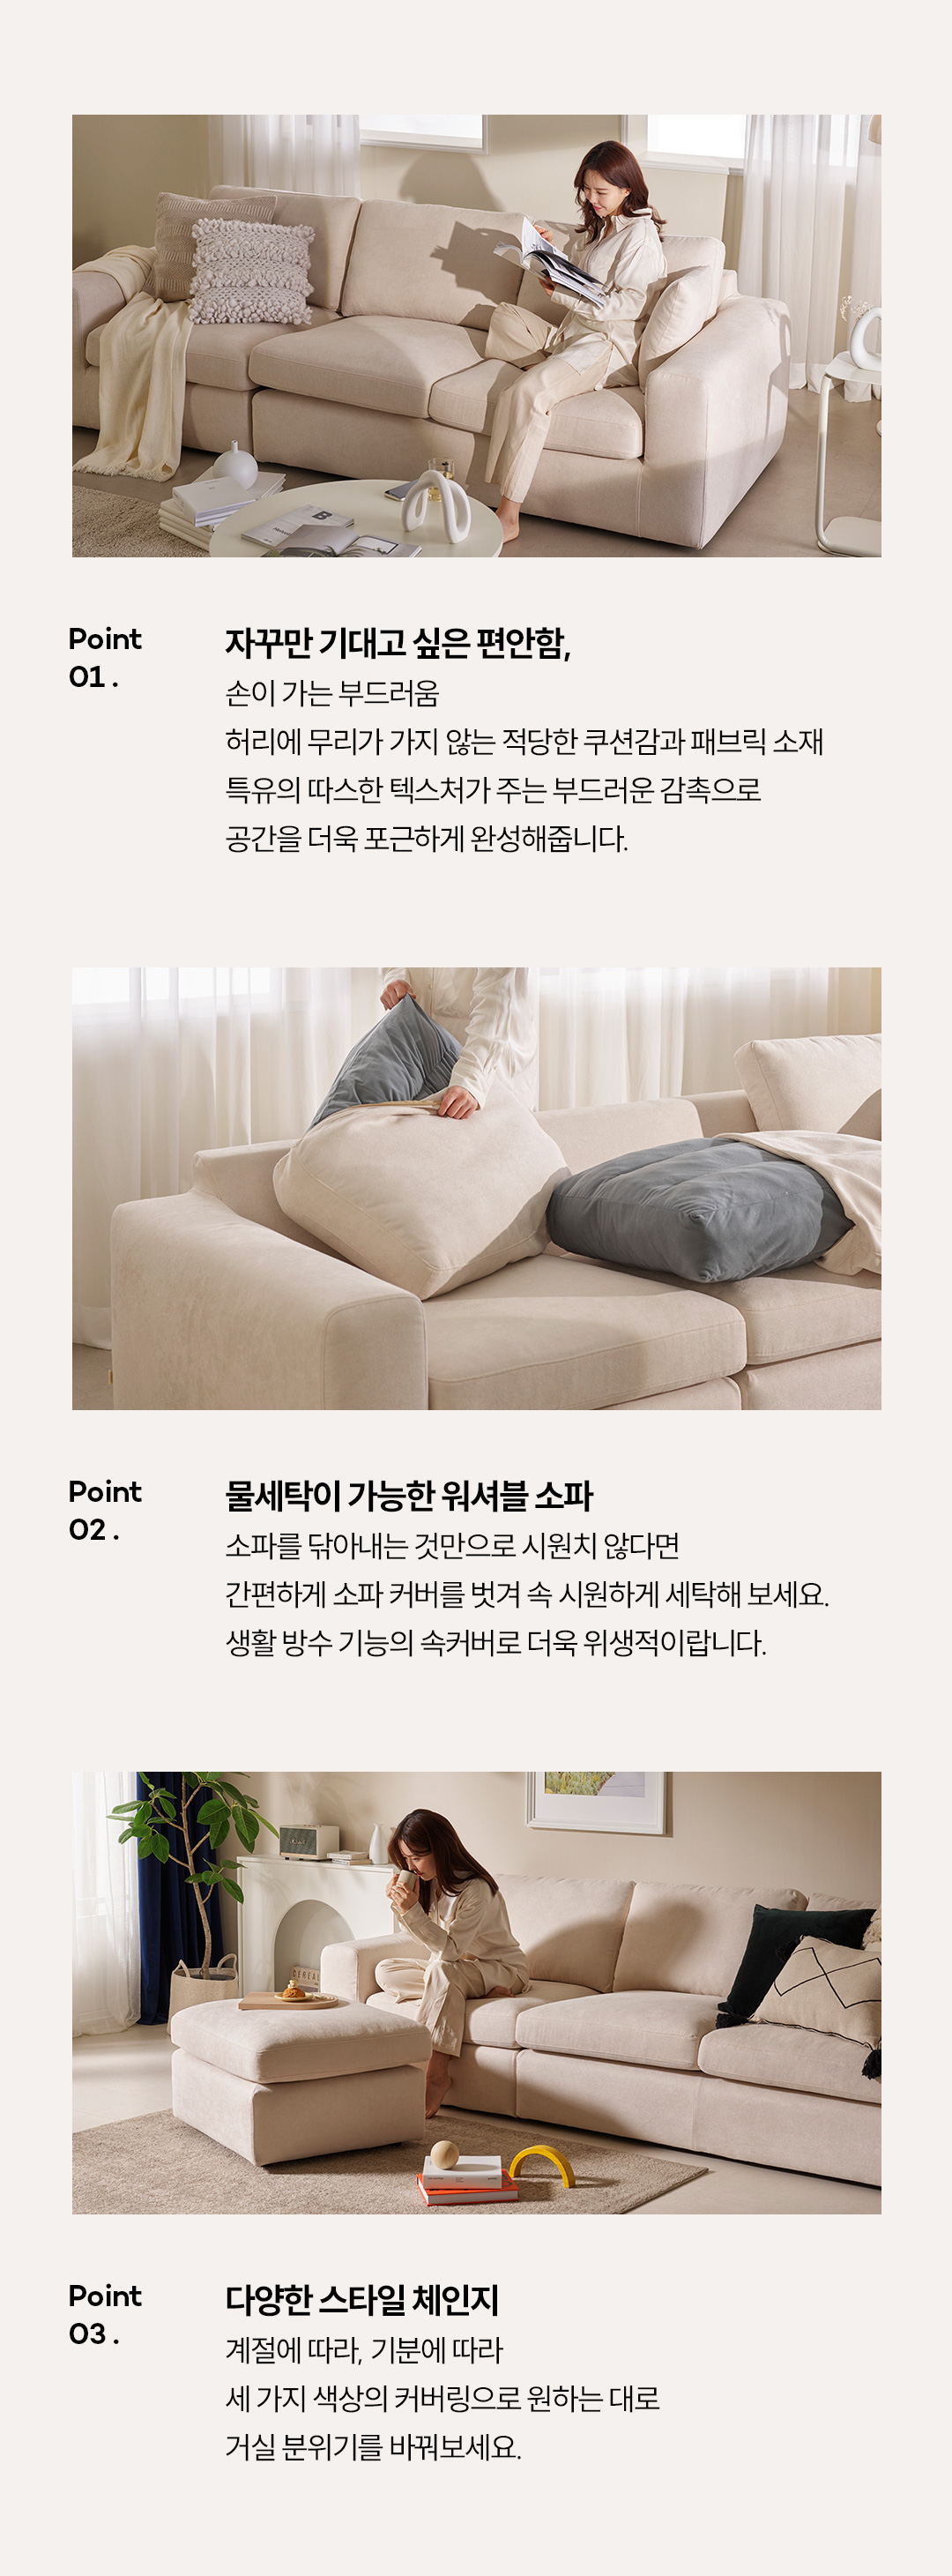 B
Point
01.
자꾸만 기대고 싶은 편안함,
손이 가는 부드러움
허리에 무리가 가지 않는 적당한 쿠션감과 패브릭 소재
특유의 따스한 텍스처가 주는 부드러운 감촉으로
공간을 더욱 포근하게 완성해줍니다.
Point
02.
물세탁이 가능한 워셔블 소파
소파를 닦아내는 것만으로 시원치 않다면
간편하게 소파 커버를 벗겨 속 시원하게 세탁해 보세요.
생활 방수 기능의 속커버로 더욱 위생적이랍니다.
CEREAL
Point
03.
다양한 스타일 체인지
계절에 따라, 기분에 따라
세 가지 색상의 커버링으로 원하는 대로
거실 분위기를 바꿔보세요.